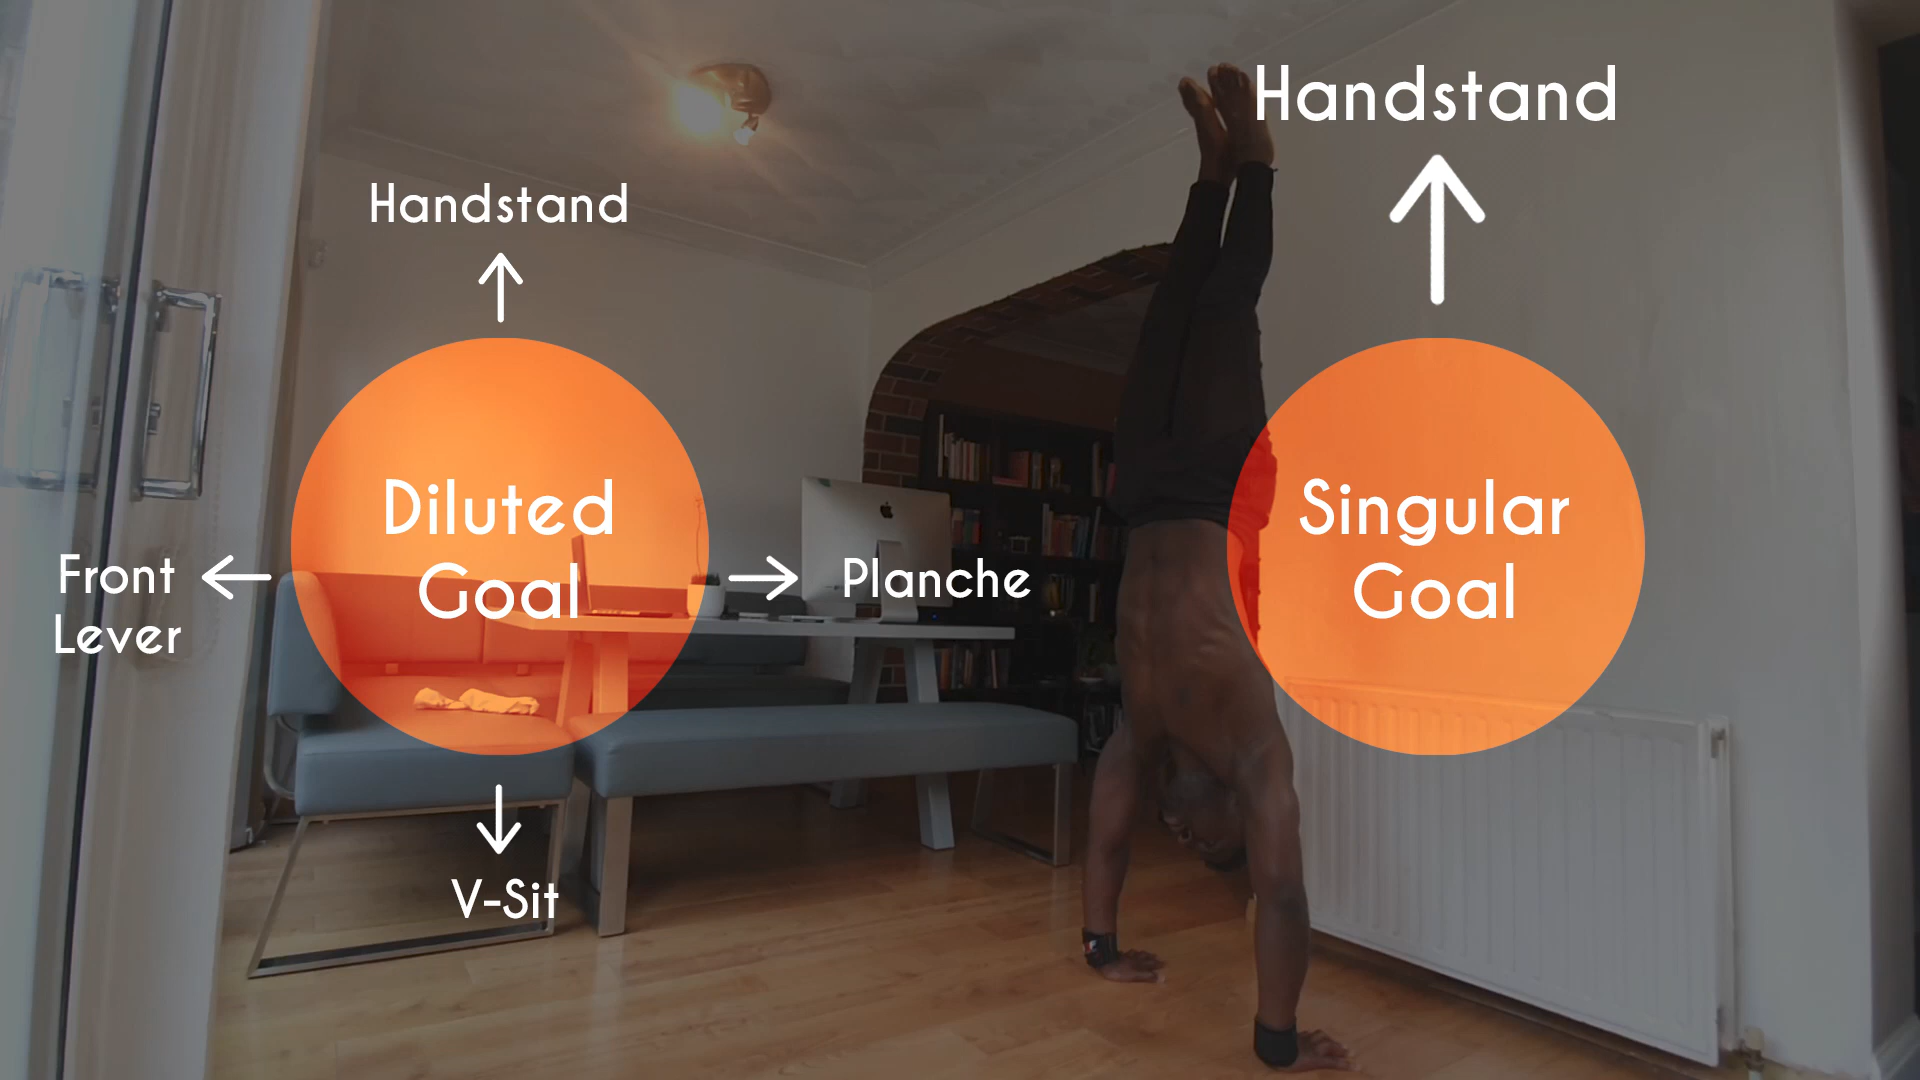 Handstand
Diluted
Goal
Front
Lever
Planche
V-Sit
Handstand
Singular
Goal